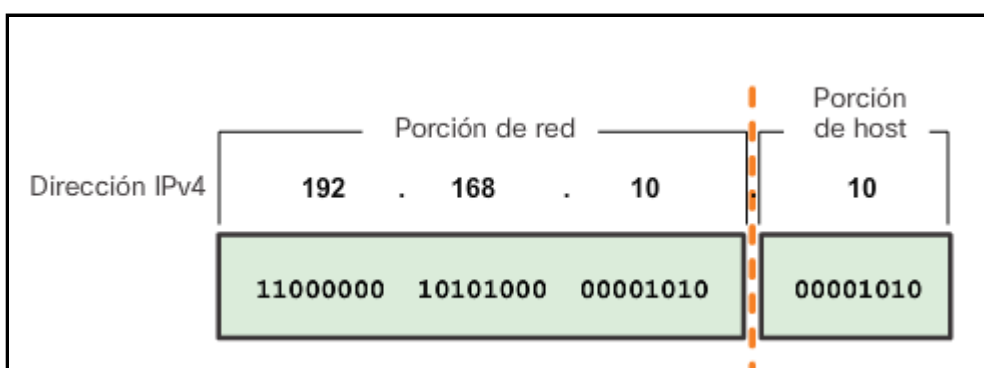 Porción de red
Porción
de host
Dirección IPv4
192 . 168 . 10 . 10
11000000 10101000 00001010 00001010